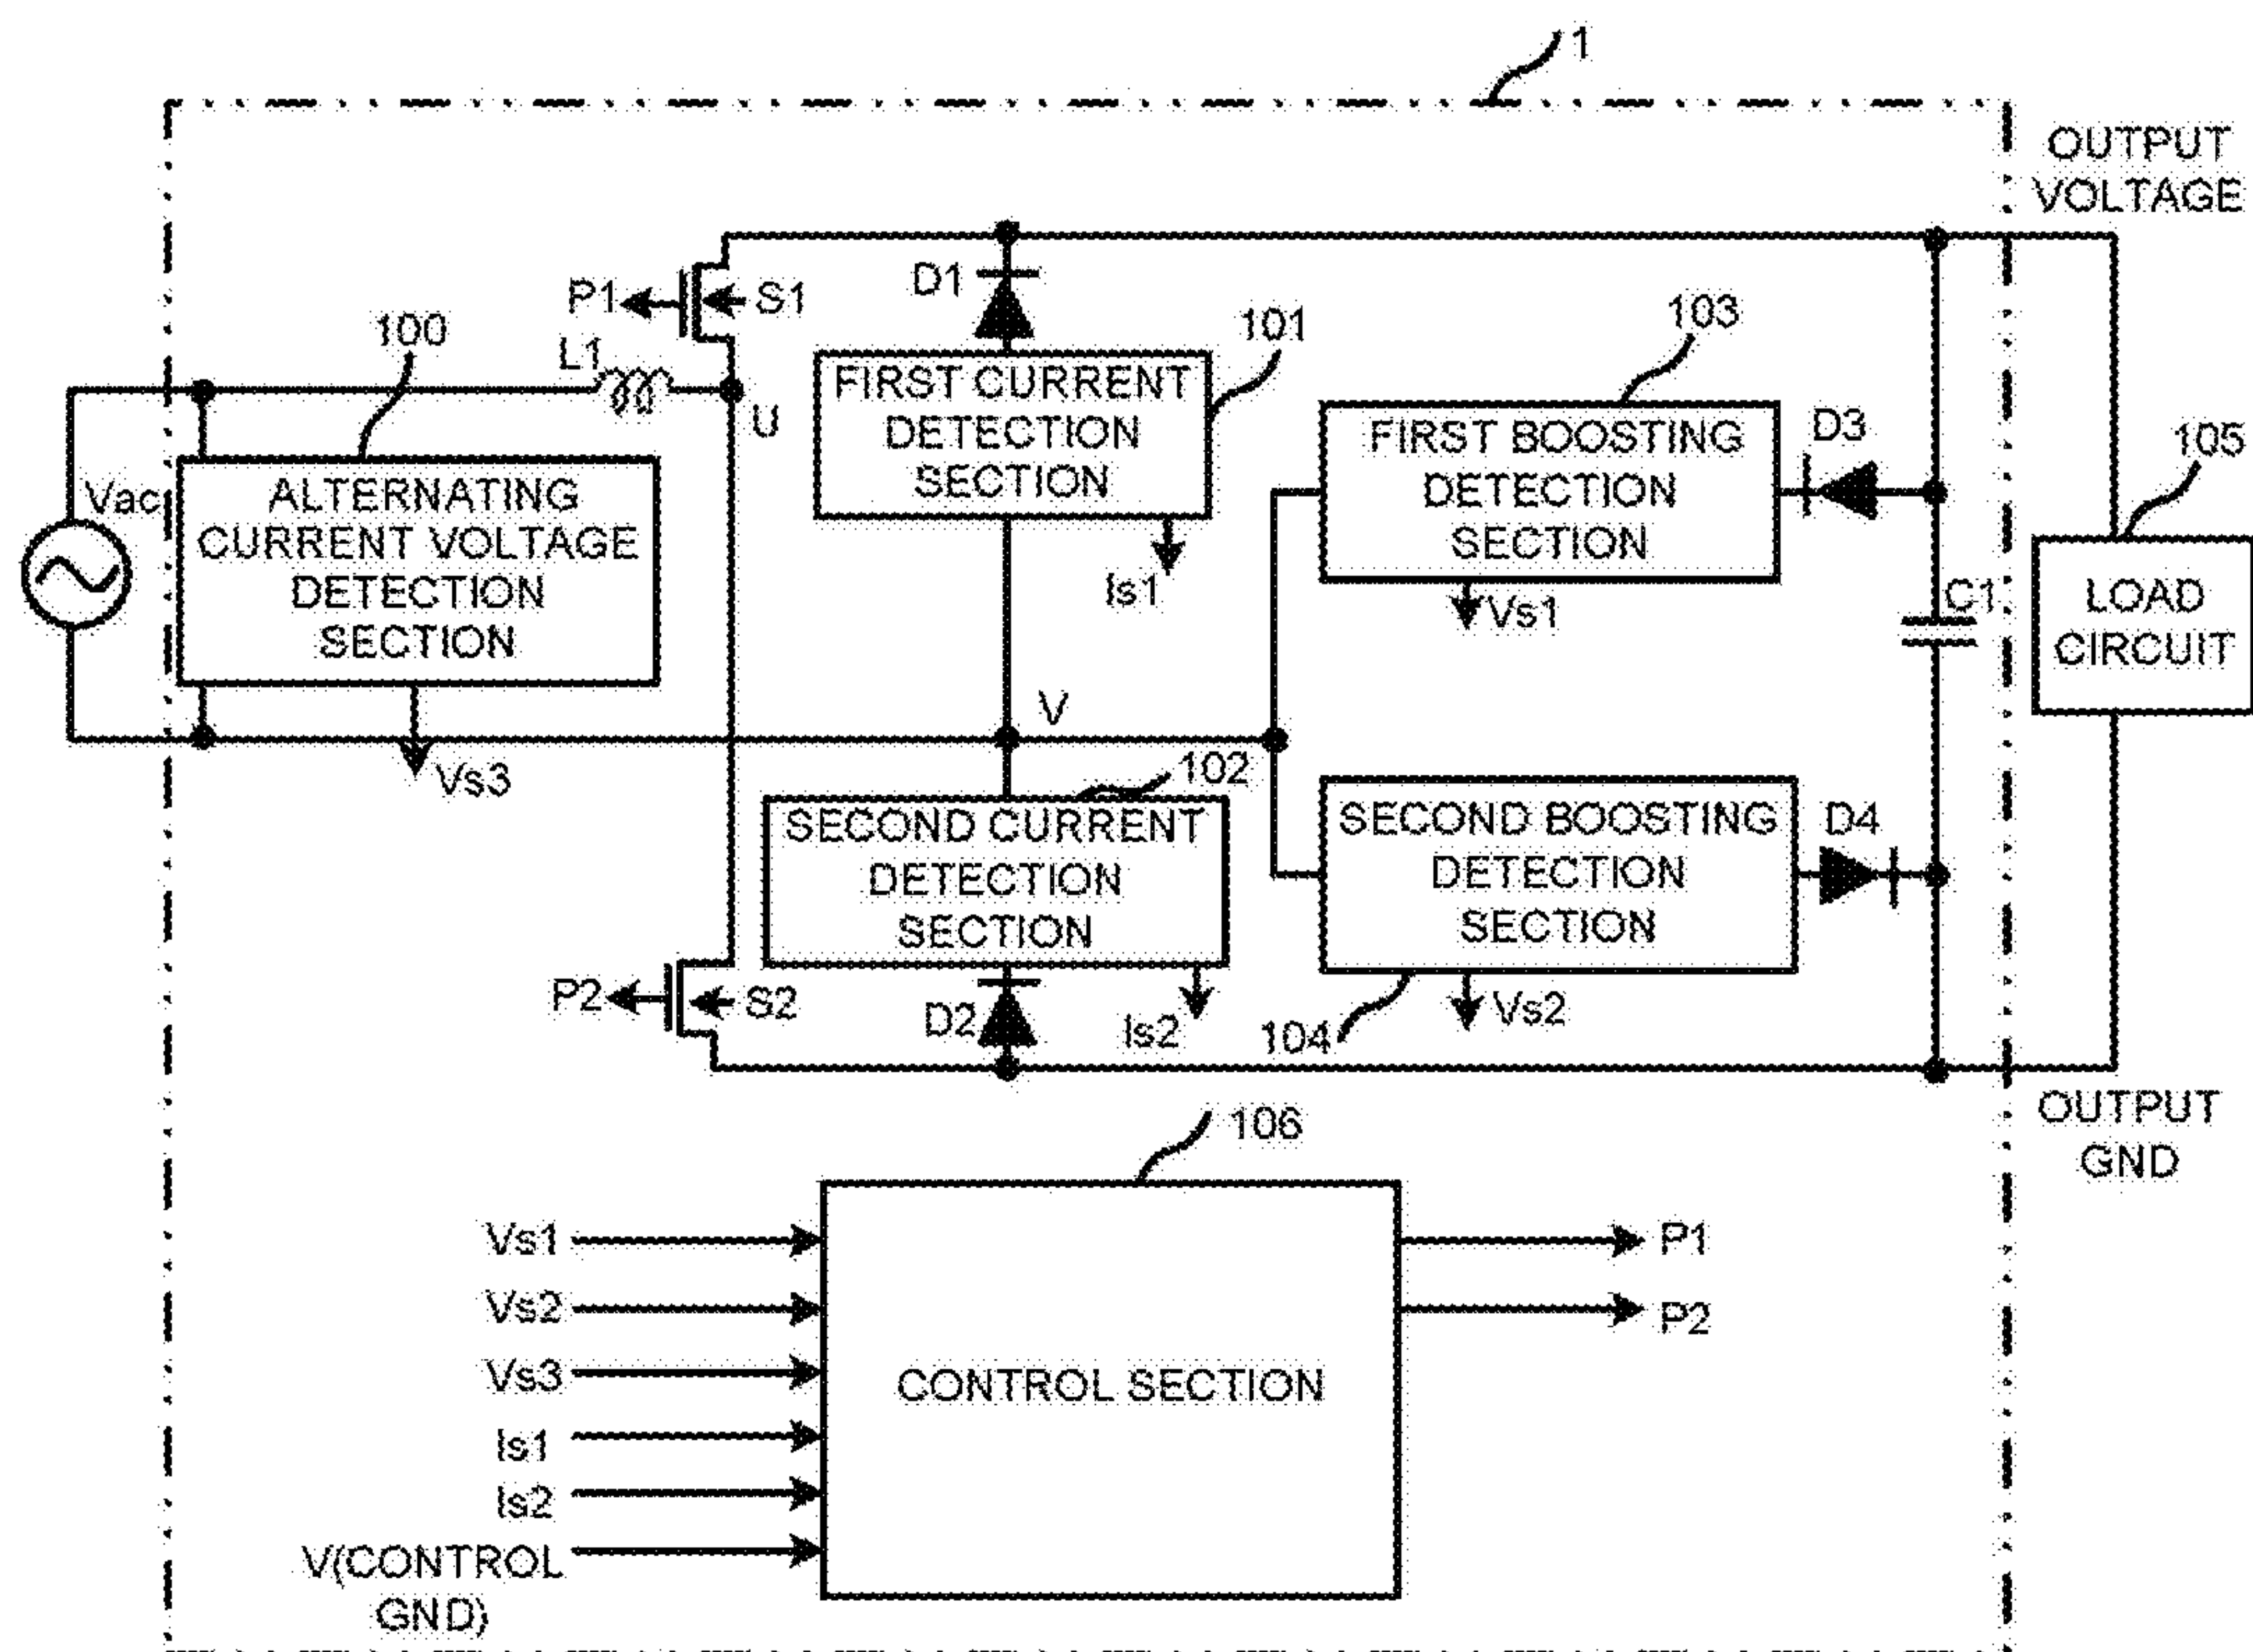 1
OUTPUT
VOLTAGE
P1
S1
D1
100
L1
U
101
FIRST CURRENT
DETECTION
SECTION
Is1
103
FIRST BOOSTING
DETECTION
SECTION
Vs1
D3
105
Vac
ALTERNATING
CURRENT VOLTAGE
DETECTION
SECTION
Vs3
C1
LOAD
CIRCUIT
V
102
SECOND CURRENT
DETECTION
SECTION
SECOND BOOSTING
DETECTION
SECTION
D4
P2
S2
D2
Is2
104
Vs2
OUTPUT
GND
106
Vs1
Vs2
Vs3
Is1
Is2
V(CONTROL
GND)
CONTROL SECTION
P1
P2